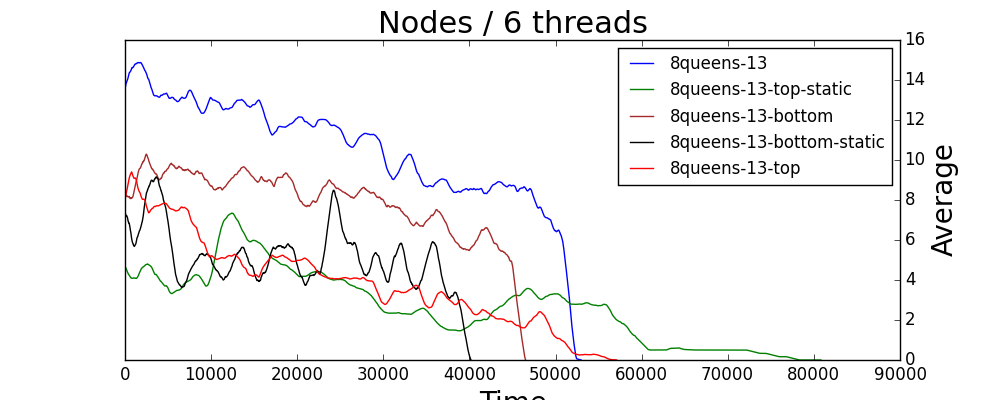 Nodes / 6 threads
8queens-13
8queens-13-top-static
8queens-13-bottom
8queens-13-bottom-static
8queens-13-top
16
14
12
10
8
6
4
2
0
Average
0 10000 20000 30000 40000 50000 60000 70000 80000 90000
Time